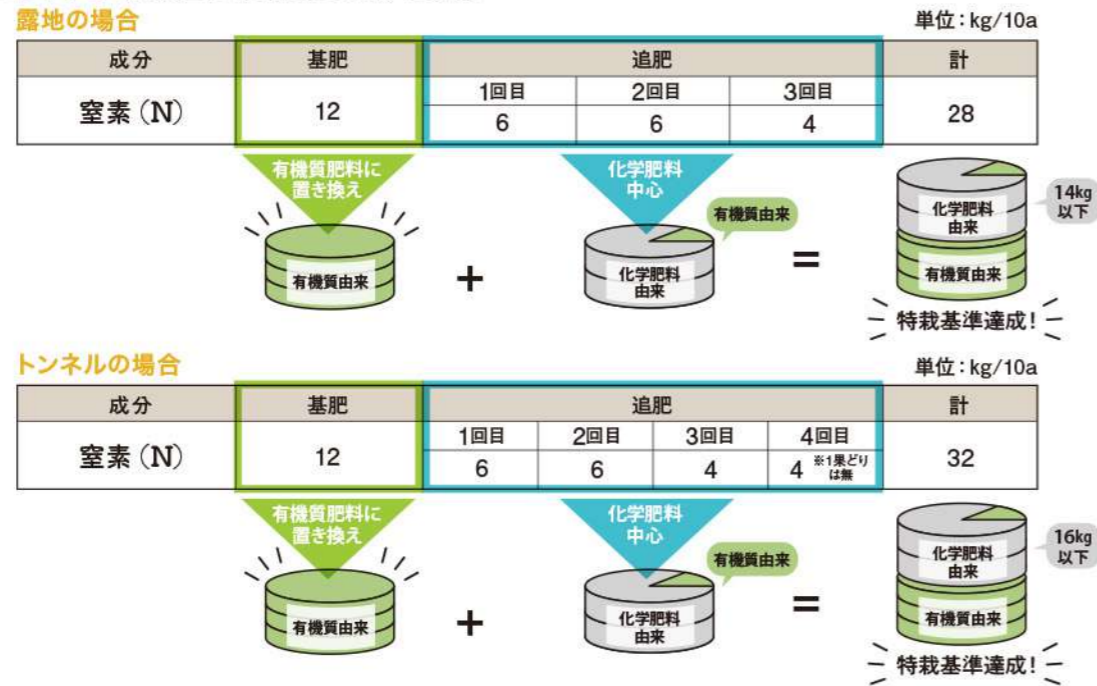 露地の場合
単位：kg/10a
成分 基肥 追肥 計
窒素（N） 12 1回目 2回目 3回目 28
6 6 4
有機質肥料に
置き換え
化学肥料
中心
有機質由来
有機質由来
+
化学肥料
由来
=
化学肥料
由来
有機質由来
14kg
以下
特栽基準達成！
トンネルの場合
単位：kg/10a
成分 基肥 追肥 計
窒素（N） 12 1回目 2回目 3回目 4回目 32
6 6 4 4 ※1果どり
は無
有機質肥料に
置き換え
化学肥料
中心
有機質由来
有機質由来
+
化学肥料
由来
=
化学肥料
由来
有機質由来
16kg
以下
特栽基準達成！